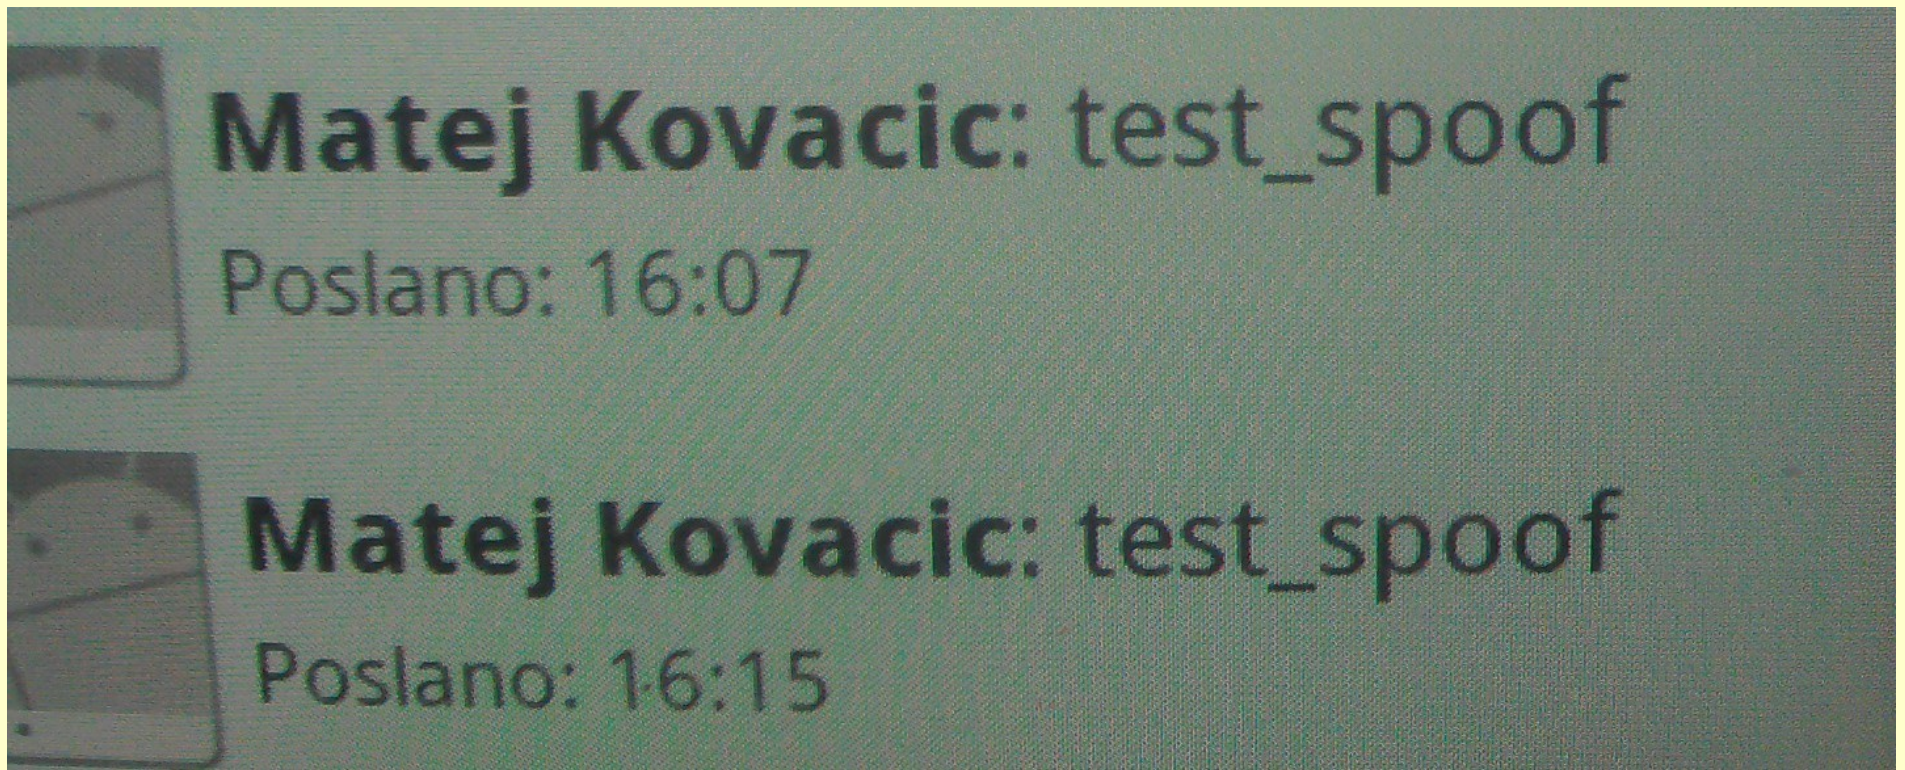 Matej Kovacic: test_spoof
Poslano: 16:07
Matej Kovacic: test_spoof
Poslano: 16:15